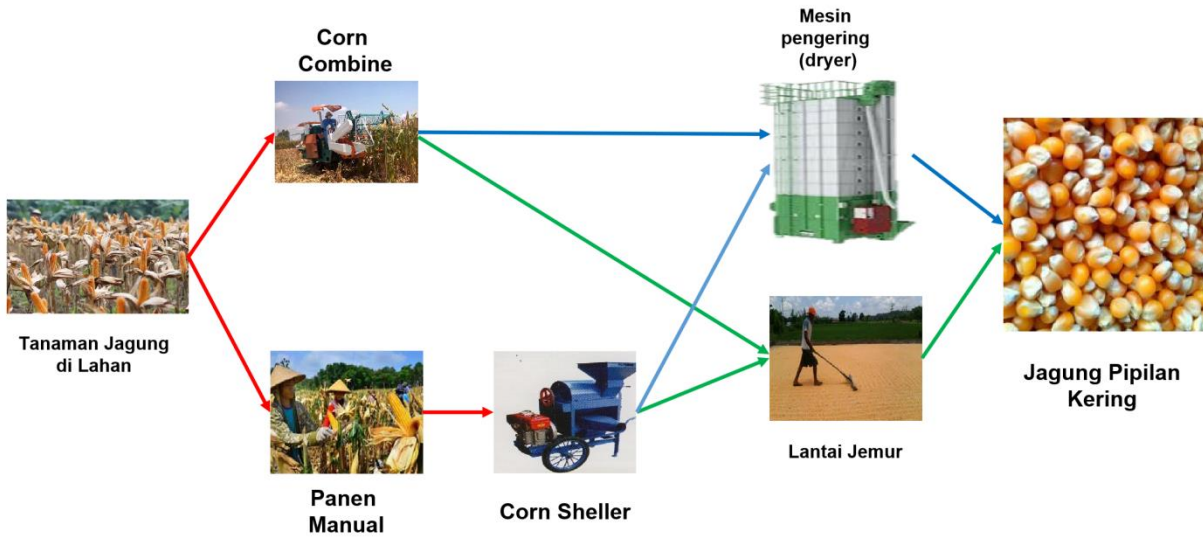 Corn
Combine
Mesin
pengering
(dryer)
Tanaman Jagung
di Lahan
Panen
Manual
Corn Sheller
Lantai Jemur
Jagung Pipilan
Kering